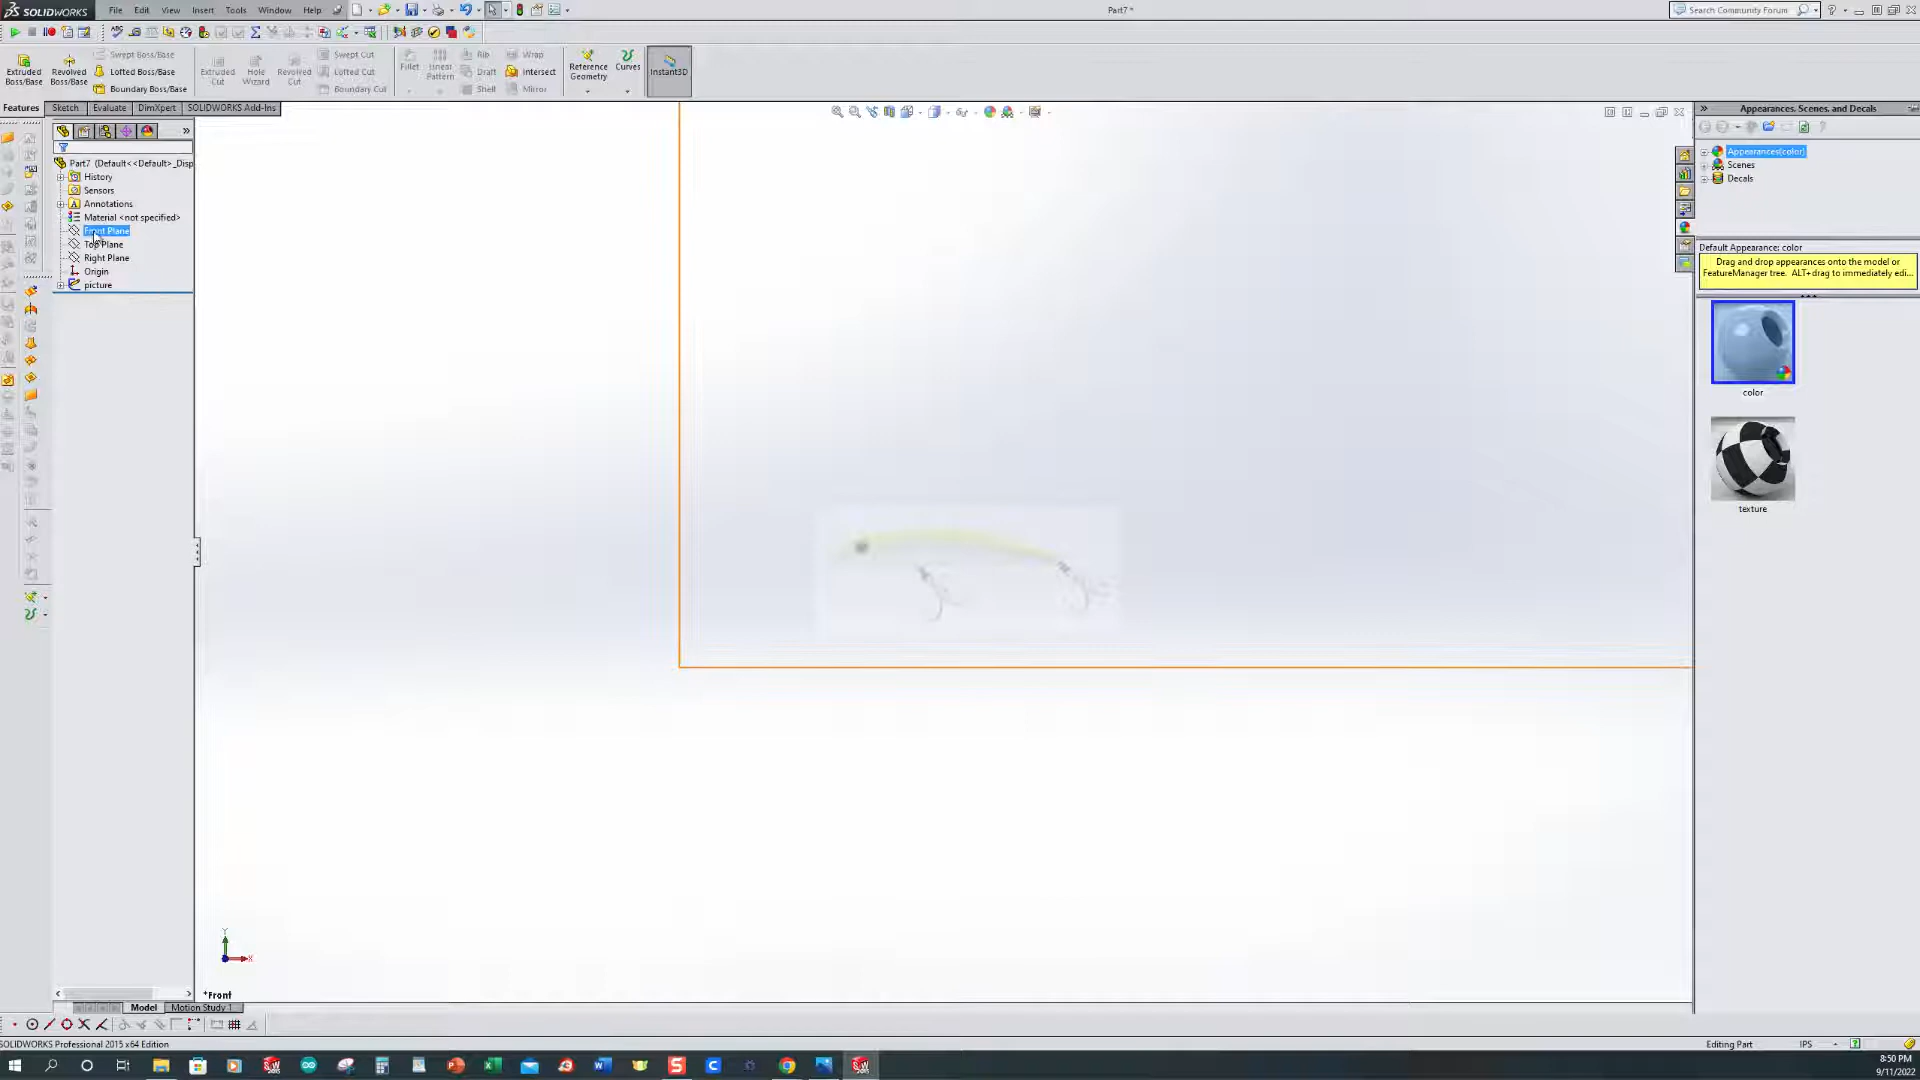 SOLIDWORKS File Edit View Insert Tools Window Help Part7 * Search Community Forum ?
Extruded Boss/Base Revolved Boss/Base Swept Boss/Base Lofted Boss/Base Boundary Boss/Base Extruded Cut Hole Wizard Revolved Cut Swept Cut Lofted Cut Boundary Cut Fillet Linear Pattern Rib Draft Shell Wrap Intersect Mirror Reference Geometry Curves Instant3D
Features Sketch Evaluate DimXpert SOLIDWORKS Add-Ins
Part7 (Default<<Default>_Disp
History
Sensors
Annotations
Material <not specified>
Front Plane
Top Plane
Right Plane
Origin
picture
Appearances, Scenes, and Decals
Appearances(color)
Scenes
Decals
Default Appearance: color
Drag and drop appearances onto the model or
FeatureManager tree. ALT+drag to immediately edi...
color
texture
Y
X
*Front
Model Motion Study 1
SOLIDWORKS Professional 2015 x64 Edition Editing Part IPS
8:50 PM
9/11/2022